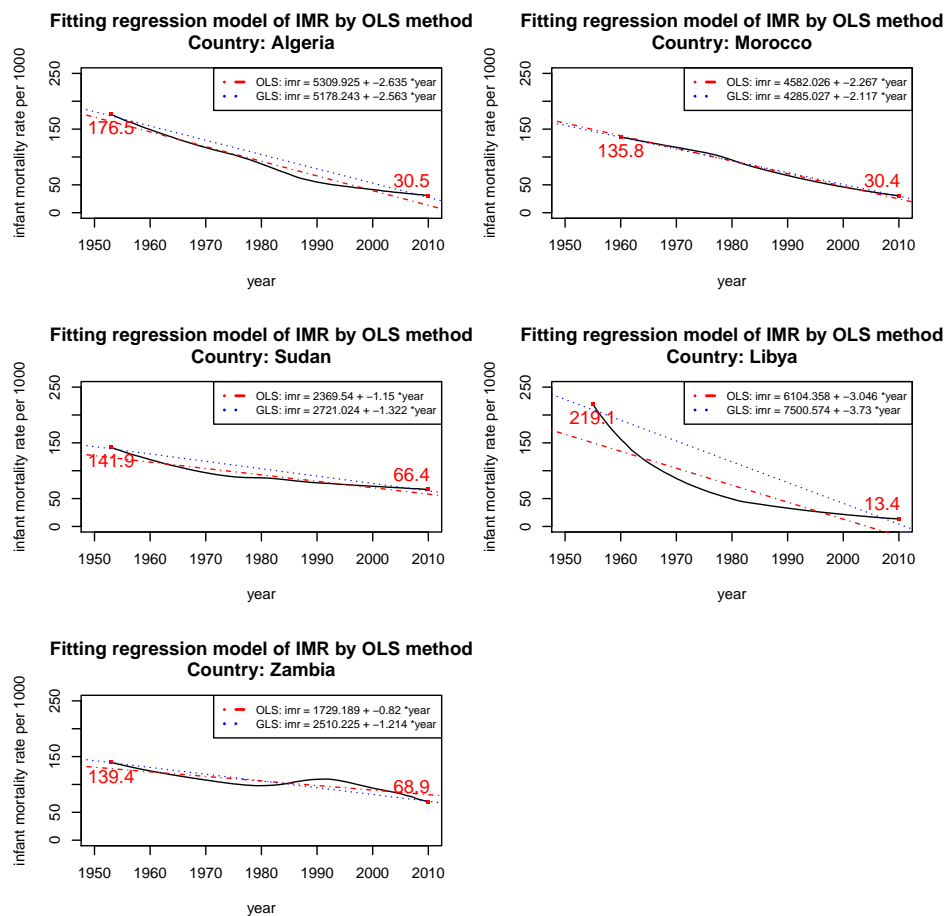 Fitting regression model of IMR by OLS method
Country: Algeria
infant mortality rate per 1000
0 50 150 250
OLS: imr = 5309.925 + −2.635 *year
GLS: imr = 5178.243 + −2.563 *year
176.5
30.5
1950 1960 1970 1980 1990 2000 2010
year
Fitting regression model of IMR by OLS method
Country: Morocco
infant mortality rate per 1000
0 50 150 250
OLS: imr = 4582.026 + −2.267 *year
GLS: imr = 4285.027 + −2.117 *year
135.8
30.4
1950 1960 1970 1980 1990 2000 2010
year
Fitting regression model of IMR by OLS method
Country: Sudan
infant mortality rate per 1000
0 50 150 250
OLS: imr = 2369.54 + −1.15 *year
GLS: imr = 2721.024 + −1.322 *year
141.9
66.4
1950 1960 1970 1980 1990 2000 2010
year
Fitting regression model of IMR by OLS method
Country: Libya
infant mortality rate per 1000
0 50 150 250
OLS: imr = 6104.358 + −3.046 *year
GLS: imr = 7500.574 + −3.73 *year
219.1
13.4
1950 1960 1970 1980 1990 2000 2010
year
Fitting regression model of IMR by OLS method
Country: Zambia
infant mortality rate per 1000
0 50 150 250
OLS: imr = 1729.189 + −0.82 *year
GLS: imr = 2510.225 + −1.214 *year
139.4
68.9
1950 1960 1970 1980 1990 2000 2010
year